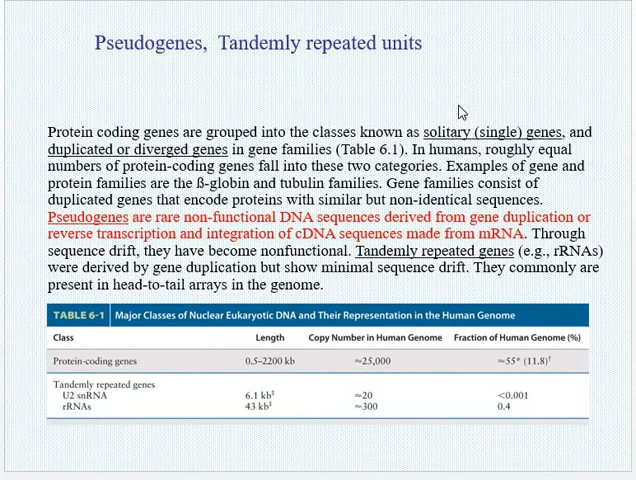 Pseudogenes, Tandemly repeated units
Protein coding genes are grouped into the classes known as solitary (single) genes, and
duplicated or diverged genes in gene families (Table 6.1). In humans, roughly equal
numbers of protein-coding genes fall into these two categories. Examples of gene and
protein families are the ß-globin and tubulin families. Gene families consist of
duplicated genes that encode proteins with similar but non-identical sequences.
Pseudogenes are rare non-functional DNA sequences derived from gene duplication or
reverse transcription and integration of cDNA sequences made from mRNA. Through
sequence drift, they have become nonfunctional. Tandemly repeated genes (e.g., rRNAs)
were derived by gene duplication but show minimal sequence drift. They commonly are
present in head-to-tail arrays in the genome.
TABLE 6-1 Major Classes of Nuclear Eukaryotic DNA and Their Representation in the Human Genome
Class Length Copy Number in Human Genome Fraction of Human Genome (%)
Protein-coding genes 0.5–2200 kb ≈25,000 ≈55* (11.8)†
Tandemly repeated genes
U2 snRNA 6.1 kb‡ ≈20 <0.001
rRNAs 43 kb‡ ≈300 0.4